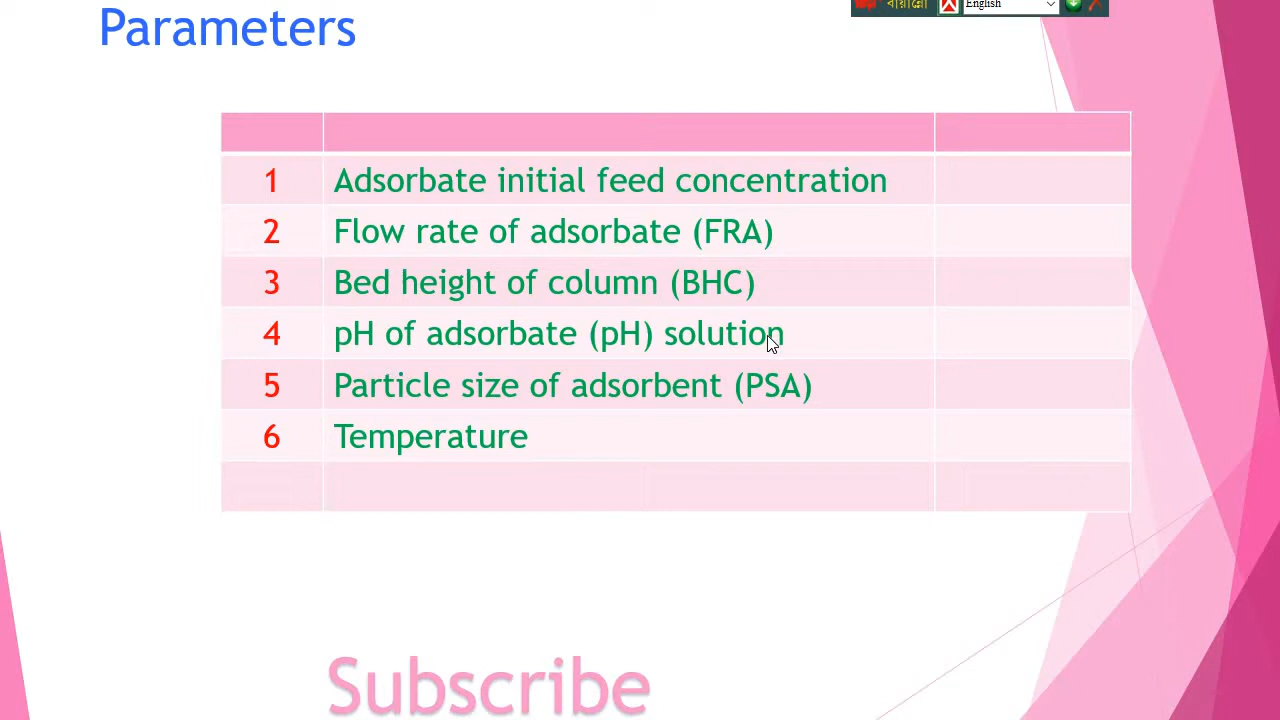 বায়ান্নো English
Parameters
1 Adsorbate initial feed concentration
2 Flow rate of adsorbate (FRA)
3 Bed height of column (BHC)
4 pH of adsorbate (pH) solution
5 Particle size of adsorbent (PSA)
6 Temperature
Subscribe